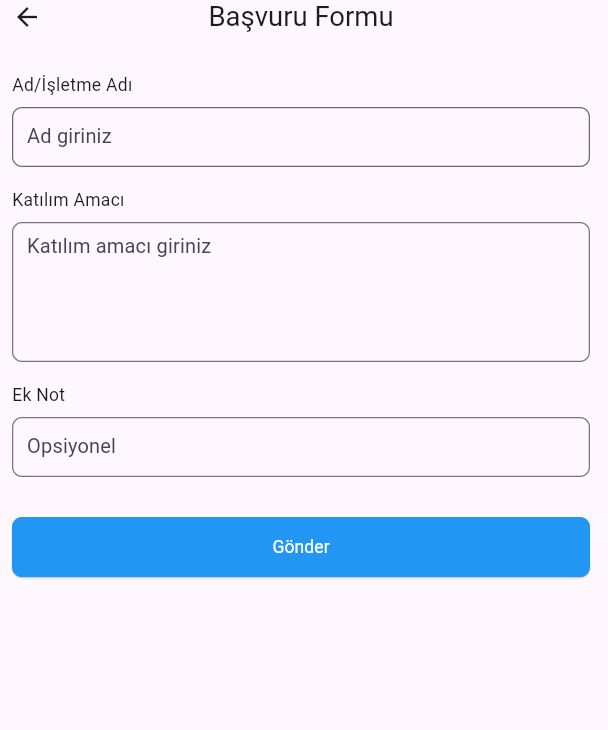 Başvuru Formu
Ad/İşletme Adı
Ad giriniz
Katılım Amacı
Katılım amacı giriniz
Ek Not
Opsiyonel
Gönder